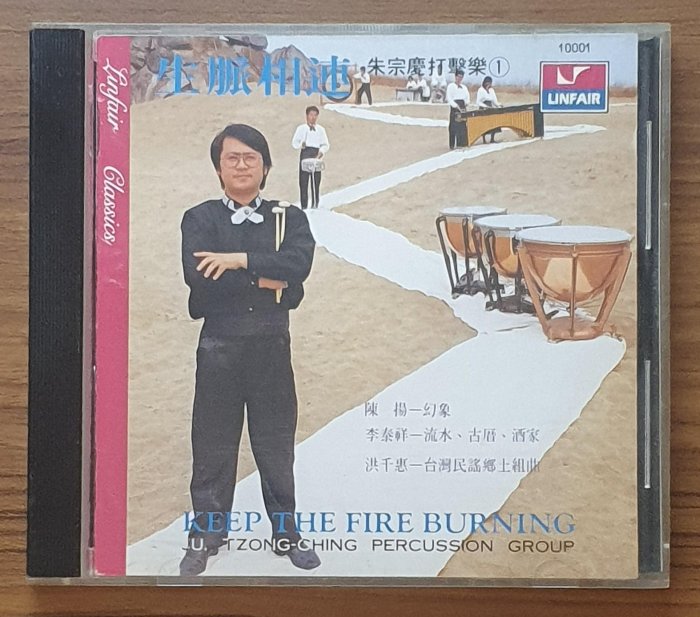 Linfair Classics
生脈相連
朱宗慶打擊樂①
10001
LINFAIR
陳 揚—幻象
李泰祥—流水、古厝、酒家
洪千惠—台灣民謠鄉土組曲
KEEP THE FIRE BURNING
JU, TZONG-CHING PERCUSSION GROUP